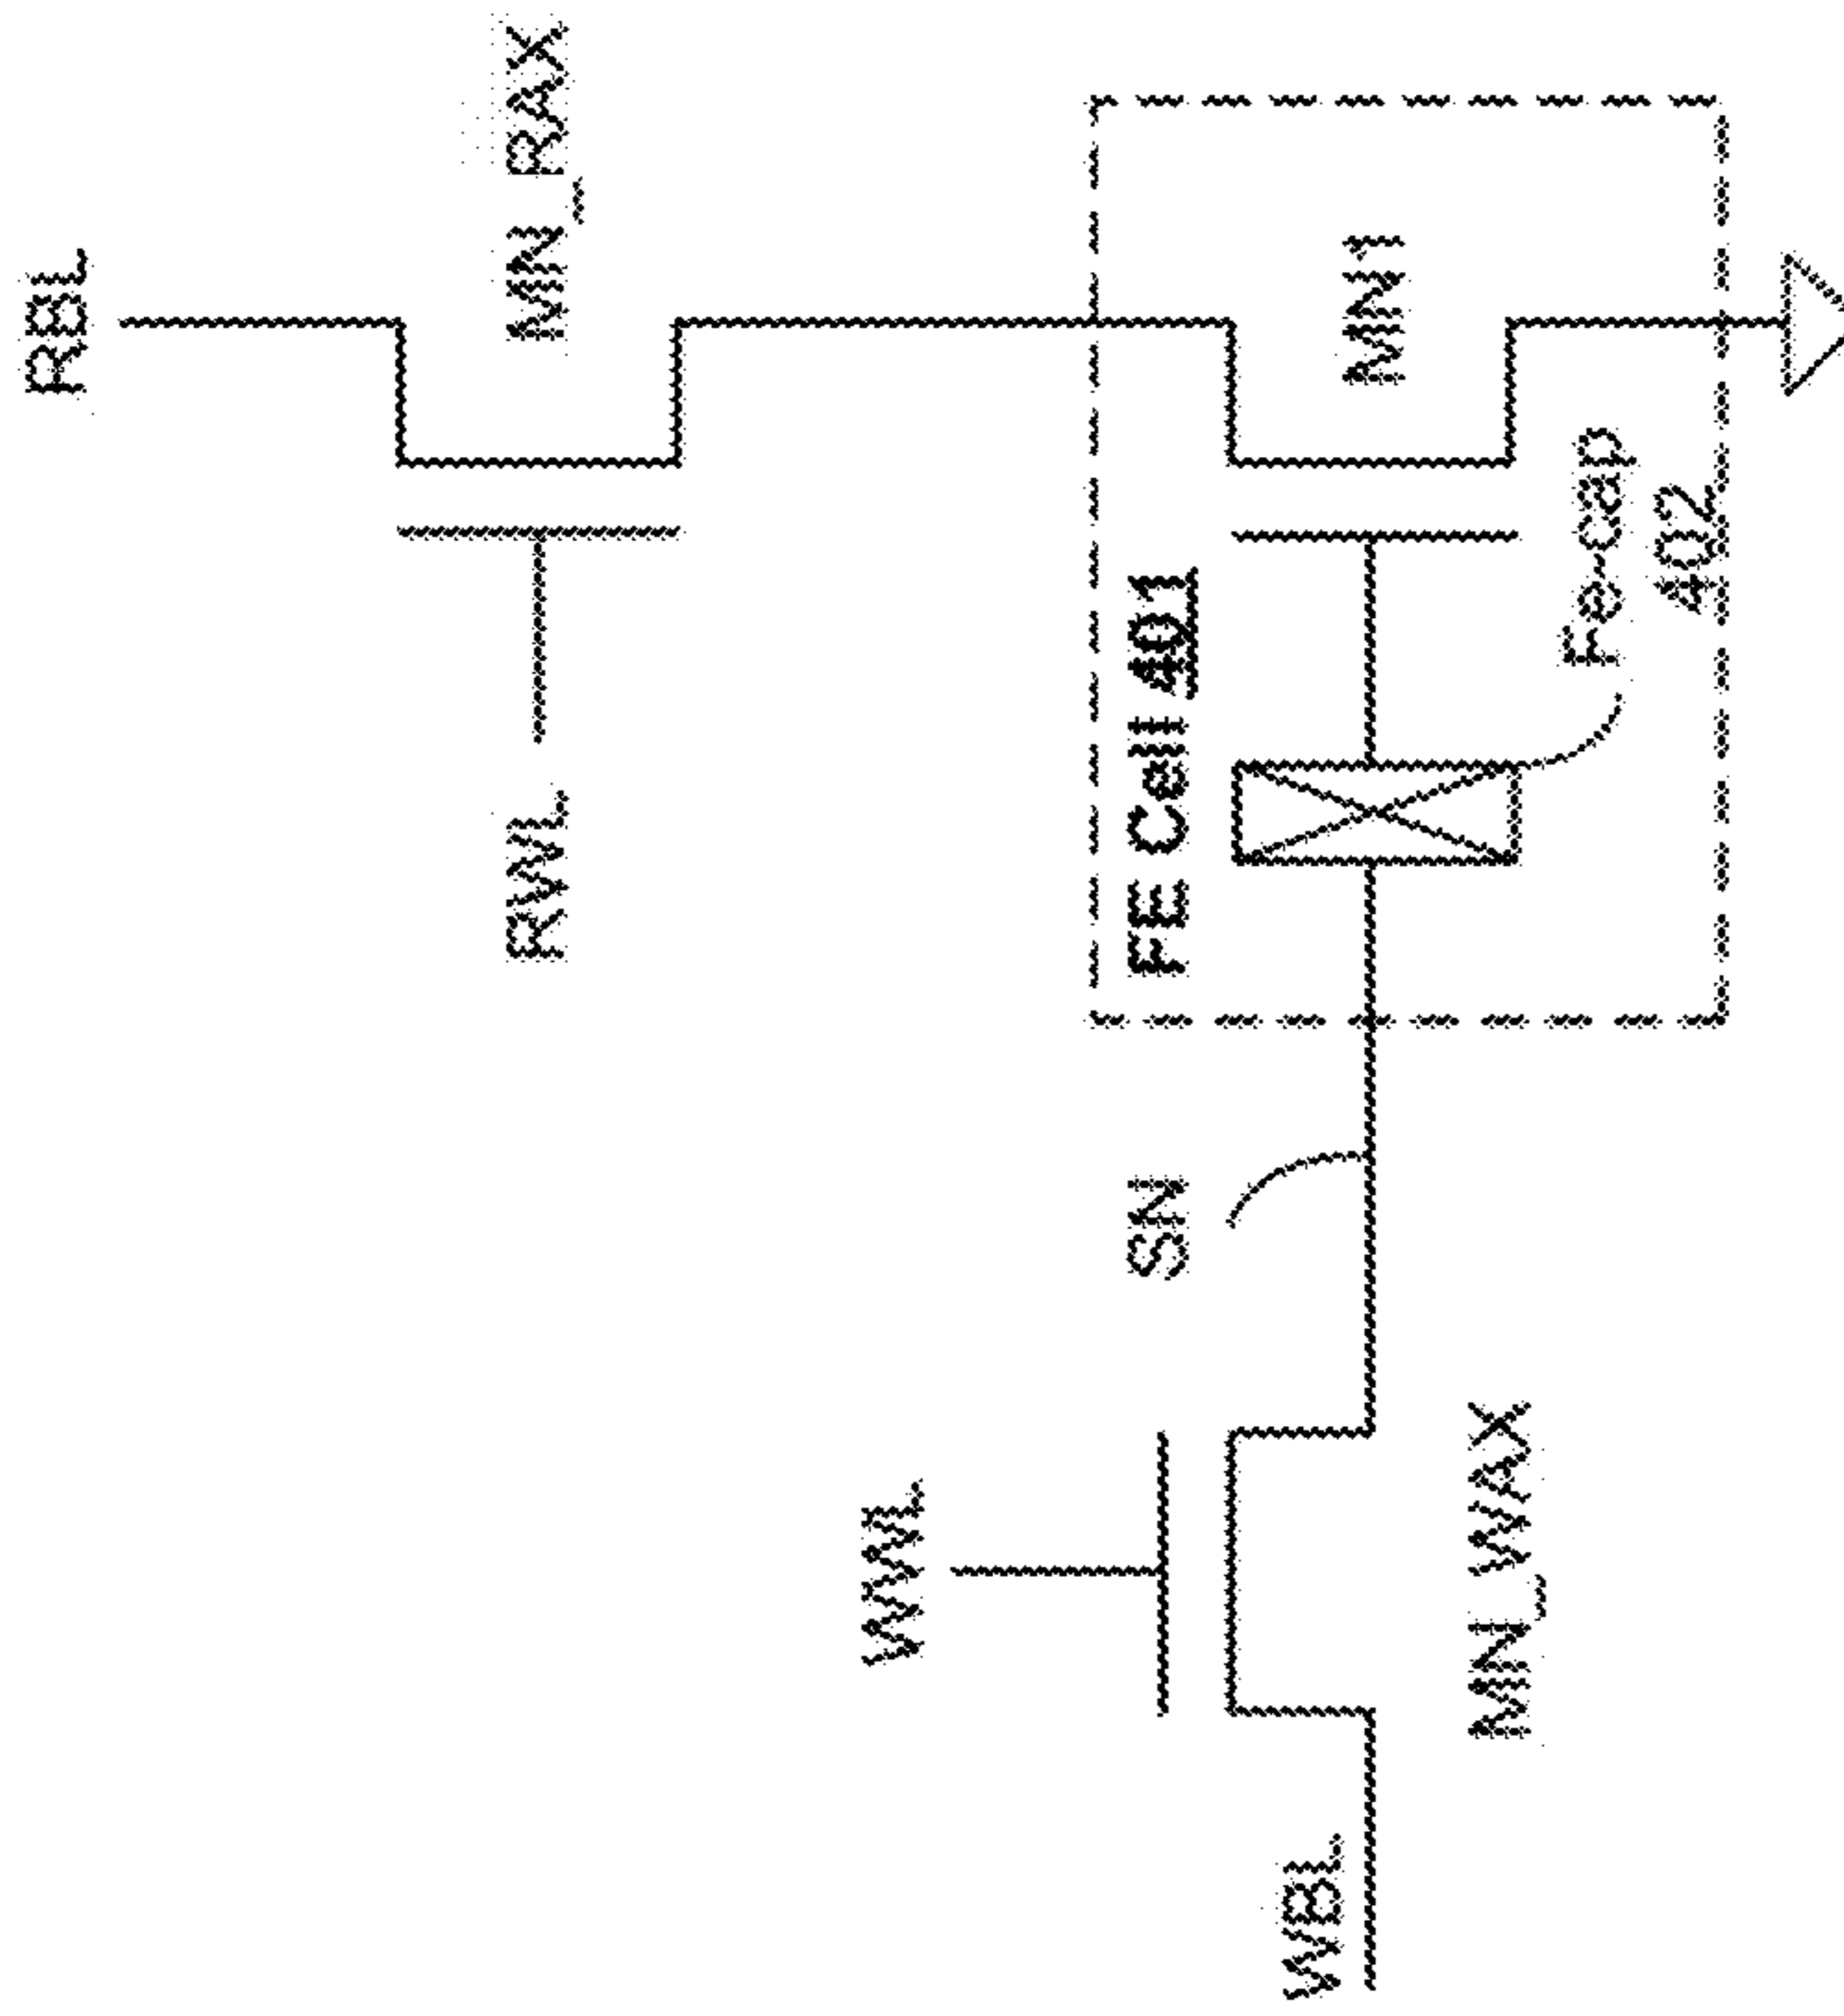 RBL
MN_RAX
RWL
FE Cell 401
MN1
Fe-cap
402
SN
WWL
MN_WAX
WBL